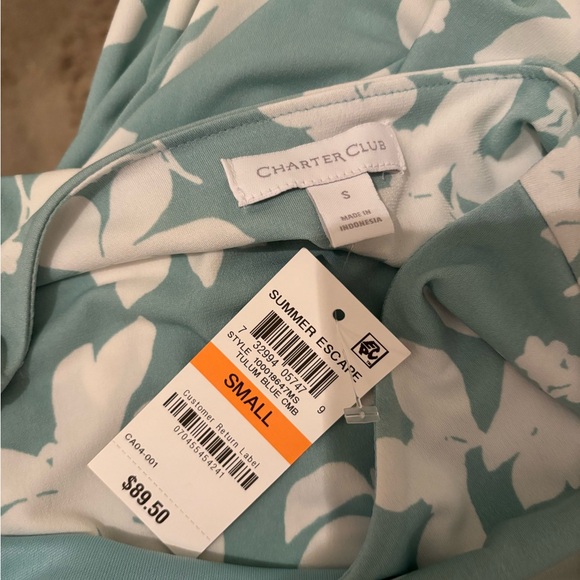 CHARTER CLUB
S
MADE IN
INDONESIA
SUMMER ESCAPE
7 32994 05747 9
STYLE 100018647MS
TULUM BLUE CMB
SMALL
Customer Return Label
070455454241
CA04-001
$89.50